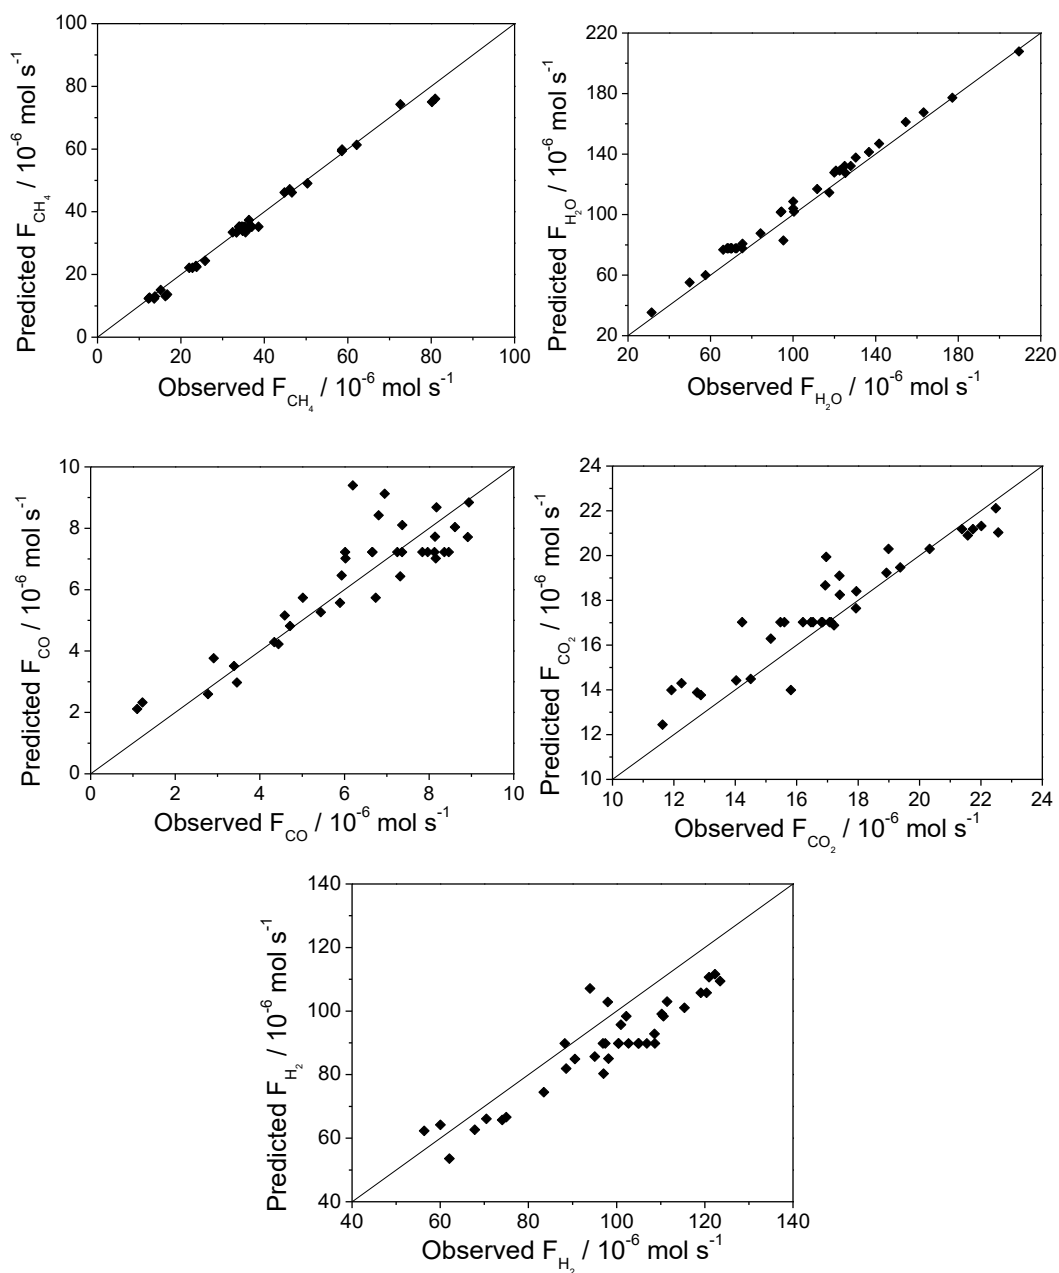 100
80
60
40
20
0
0 20 40 60 80 100
Predicted F_CH₄ / 10⁻⁶ mol s⁻¹
Observed F_CH₄ / 10⁻⁶ mol s⁻¹
220
180
140
100
60
20
20 60 100 140 180 220
Predicted F_H₂O / 10⁻⁶ mol s⁻¹
Observed F_H₂O / 10⁻⁶ mol s⁻¹
10
8
6
4
2
0
0 2 4 6 8 10
Predicted F_CO / 10⁻⁶ mol s⁻¹
Observed F_CO / 10⁻⁶ mol s⁻¹
24
22
20
18
16
14
12
10
10 12 14 16 18 20 22 24
Predicted F_CO₂ / 10⁻⁶ mol s⁻¹
Observed F_CO₂ / 10⁻⁶ mol s⁻¹
140
120
100
80
60
40
40 60 80 100 120 140
Predicted F_H₂ / 10⁻⁶ mol s⁻¹
Observed F_H₂ / 10⁻⁶ mol s⁻¹